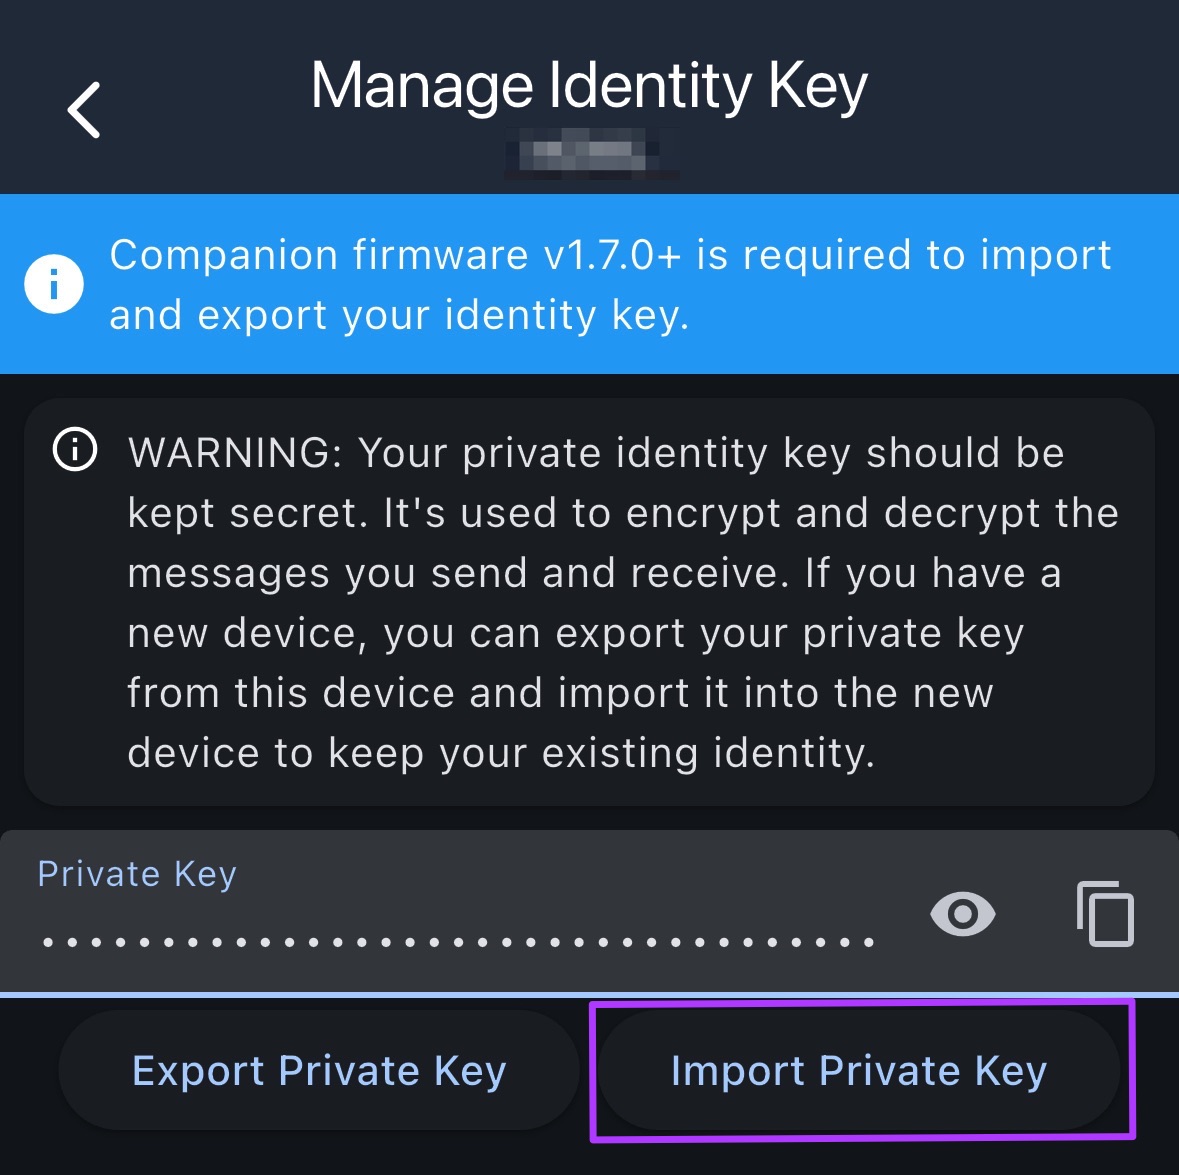 Manage Identity Key
Companion firmware v1.7.0+ is required to import
and export your identity key.
WARNING: Your private identity key should be
kept secret. It's used to encrypt and decrypt the
messages you send and receive. If you have a
new device, you can export your private key
from this device and import it into the new
device to keep your existing identity.
Private Key
Export Private Key
Import Private Key